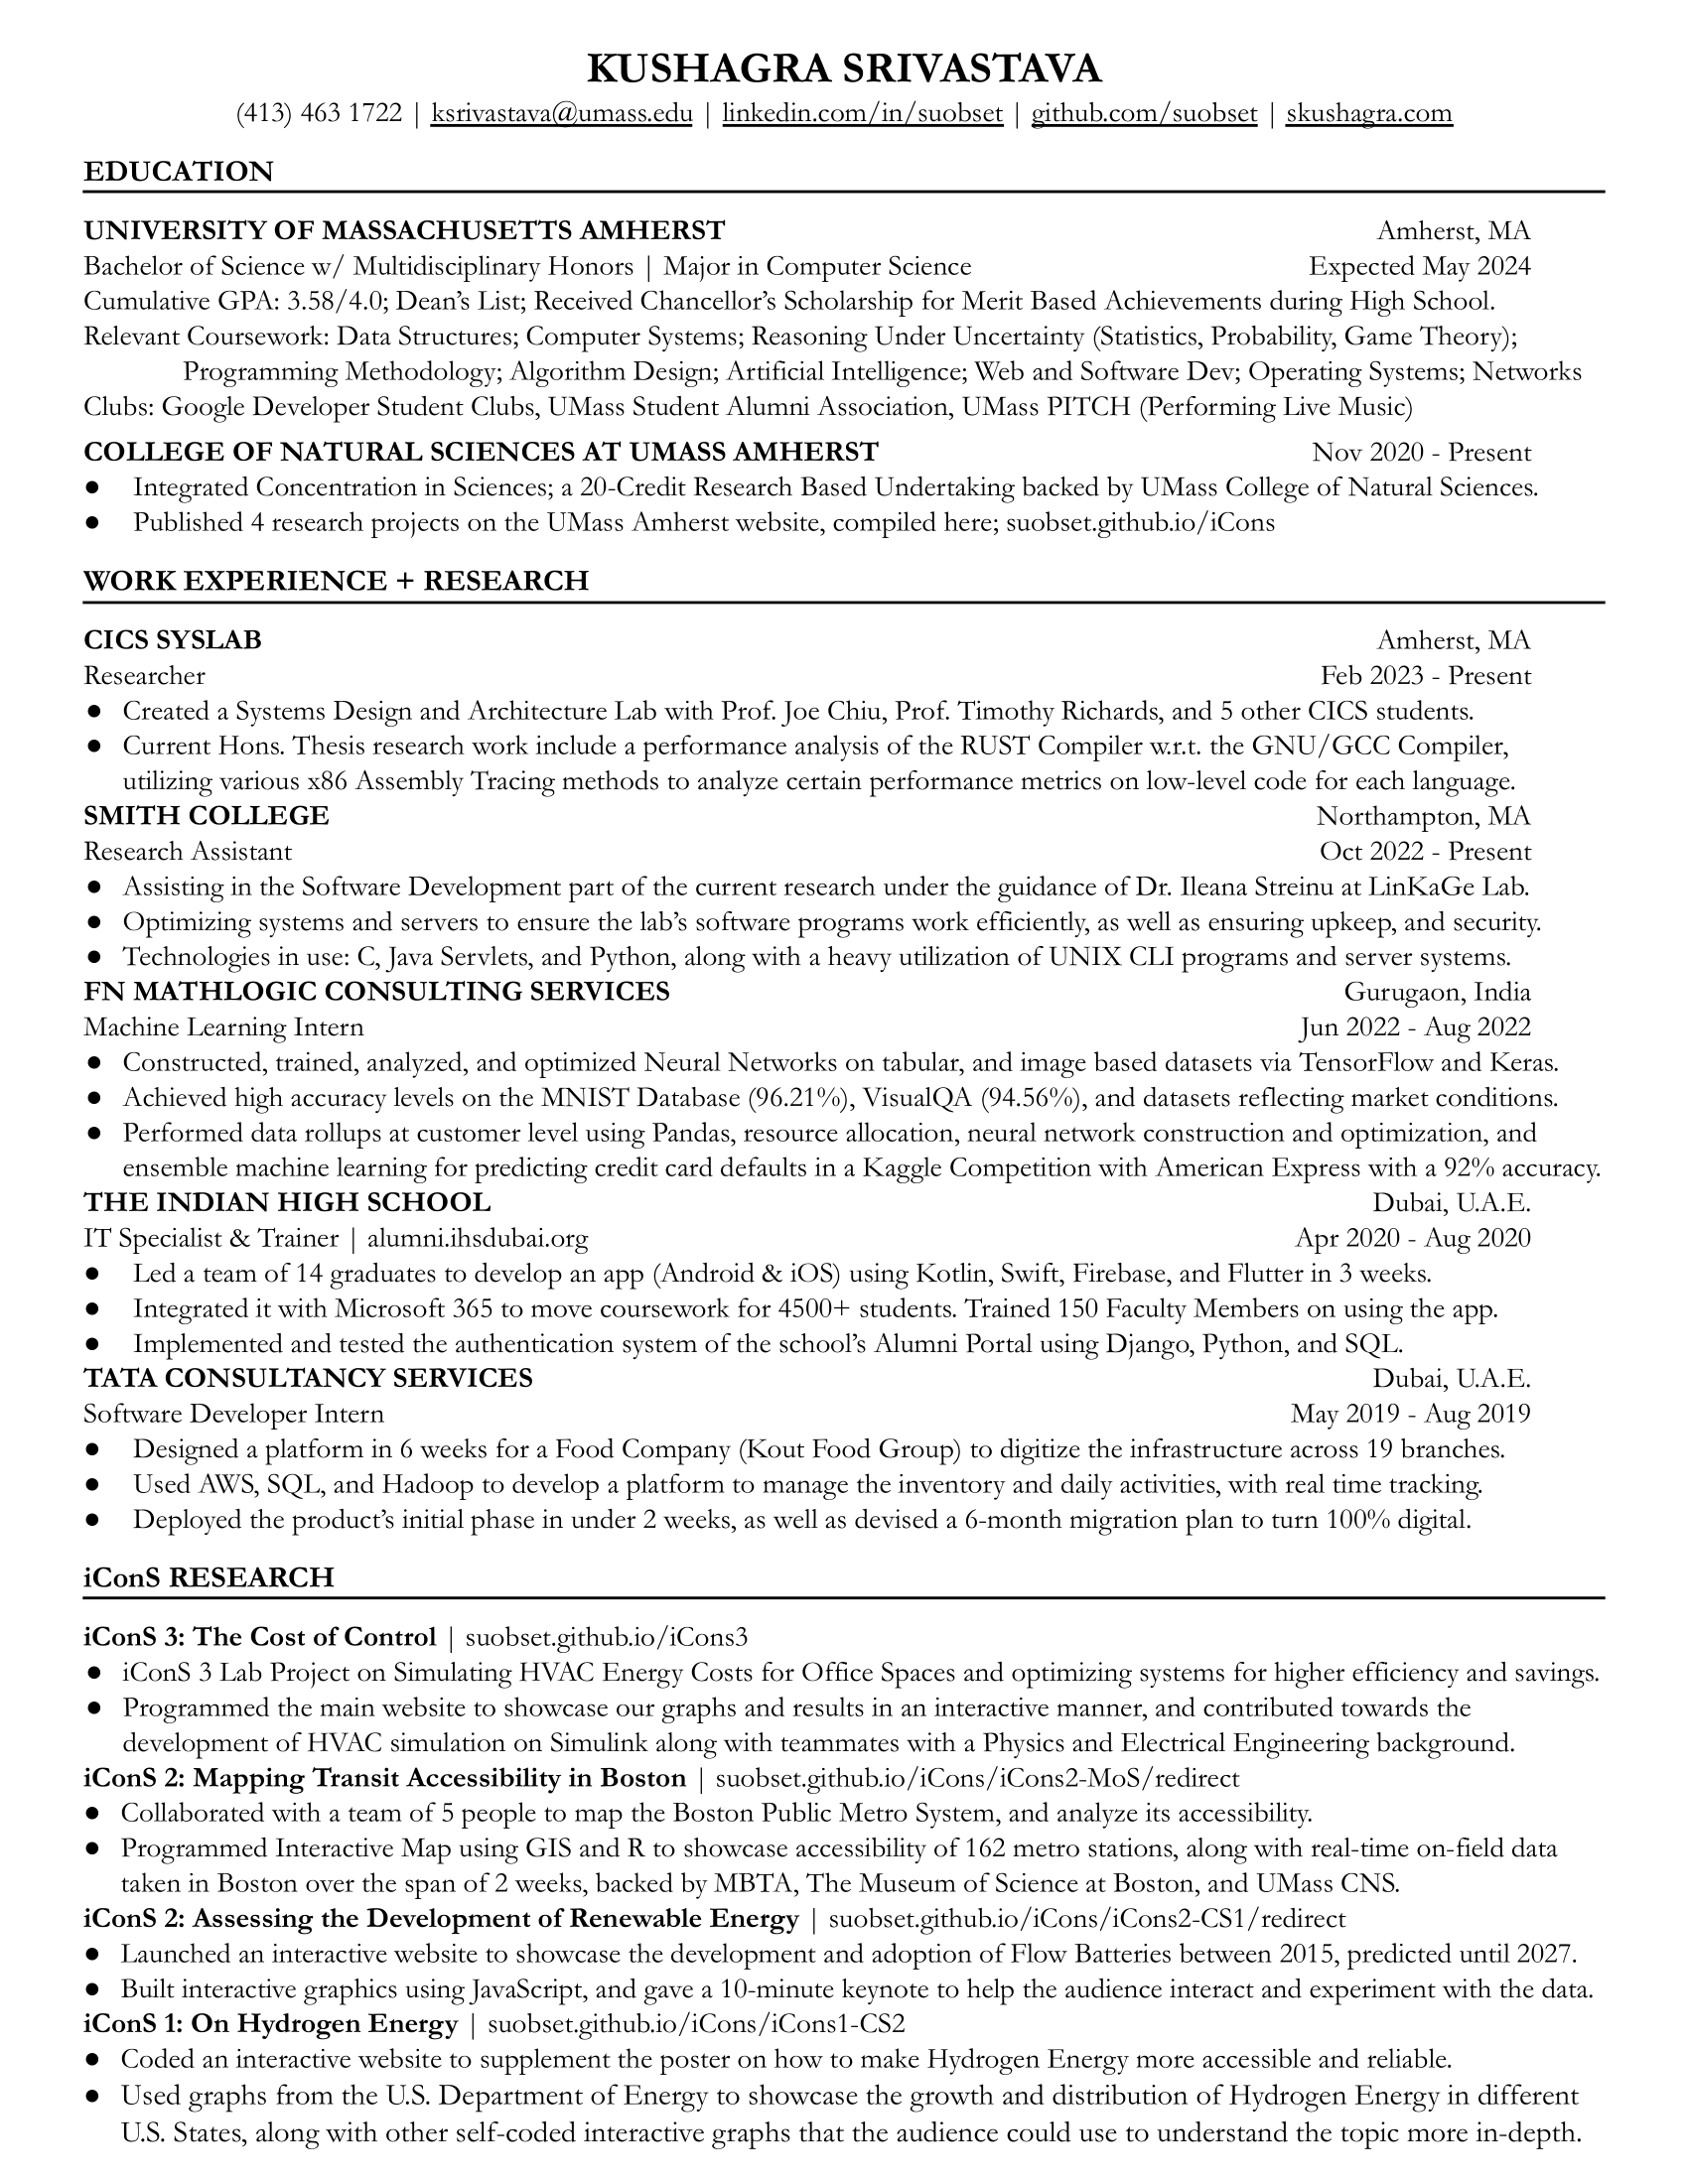 KUSHAGRA SRIVASTAVA
(413) 463 1722 | ksrivastava@umass.edu | linkedin.com/in/suobset | github.com/suobset | skushagra.com
EDUCATION
UNIVERSITY OF MASSACHUSETTS AMHERST Amherst, MA
Bachelor of Science w/ Multidisciplinary Honors | Major in Computer Science Expected May 2024
Cumulative GPA: 3.58/4.0; Dean's List; Received Chancellor's Scholarship for Merit Based Achievements during High School.
Relevant Coursework: Data Structures; Computer Systems; Reasoning Under Uncertainty (Statistics, Probability, Game Theory);
Programming Methodology; Algorithm Design; Artificial Intelligence; Web and Software Dev; Operating Systems; Networks
Clubs: Google Developer Student Clubs, UMass Student Alumni Association, UMass PITCH (Performing Live Music)
COLLEGE OF NATURAL SCIENCES AT UMASS AMHERST Nov 2020 - Present
● Integrated Concentration in Sciences; a 20-Credit Research Based Undertaking backed by UMass College of Natural Sciences.
● Published 4 research projects on the UMass Amherst website, compiled here; suobset.github.io/iCons
WORK EXPERIENCE + RESEARCH
CICS SYSLAB Amherst, MA
Researcher Feb 2023 - Present
● Created a Systems Design and Architecture Lab with Prof. Joe Chiu, Prof. Timothy Richards, and 5 other CICS students.
● Current Hons. Thesis research work include a performance analysis of the RUST Compiler w.r.t. the GNU/GCC Compiler,
utilizing various x86 Assembly Tracing methods to analyze certain performance metrics on low-level code for each language.
SMITH COLLEGE Northampton, MA
Research Assistant Oct 2022 - Present
● Assisting in the Software Development part of the current research under the guidance of Dr. Ileana Streinu at LinKaGe Lab.
● Optimizing systems and servers to ensure the lab's software programs work efficiently, as well as ensuring upkeep, and security.
● Technologies in use: C, Java Servlets, and Python, along with a heavy utilization of UNIX CLI programs and server systems.
FN MATHLOGIC CONSULTING SERVICES Gurugaon, India
Machine Learning Intern Jun 2022 - Aug 2022
● Constructed, trained, analyzed, and optimized Neural Networks on tabular, and image based datasets via TensorFlow and Keras.
● Achieved high accuracy levels on the MNIST Database (96.21%), VisualQA (94.56%), and datasets reflecting market conditions.
● Performed data rollups at customer level using Pandas, resource allocation, neural network construction and optimization, and
ensemble machine learning for predicting credit card defaults in a Kaggle Competition with American Express with a 92% accuracy.
THE INDIAN HIGH SCHOOL Dubai, U.A.E.
IT Specialist & Trainer | alumni.ihsdubai.org Apr 2020 - Aug 2020
● Led a team of 14 graduates to develop an app (Android & iOS) using Kotlin, Swift, Firebase, and Flutter in 3 weeks.
● Integrated it with Microsoft 365 to move coursework for 4500+ students. Trained 150 Faculty Members on using the app.
● Implemented and tested the authentication system of the school's Alumni Portal using Django, Python, and SQL.
TATA CONSULTANCY SERVICES Dubai, U.A.E.
Software Developer Intern May 2019 - Aug 2019
● Designed a platform in 6 weeks for a Food Company (Kout Food Group) to digitize the infrastructure across 19 branches.
● Used AWS, SQL, and Hadoop to develop a platform to manage the inventory and daily activities, with real time tracking.
● Deployed the product's initial phase in under 2 weeks, as well as devised a 6-month migration plan to turn 100% digital.
iConS RESEARCH
iConS 3: The Cost of Control | suobset.github.io/iCons3
● iConS 3 Lab Project on Simulating HVAC Energy Costs for Office Spaces and optimizing systems for higher efficiency and savings.
● Programmed the main website to showcase our graphs and results in an interactive manner, and contributed towards the
development of HVAC simulation on Simulink along with teammates with a Physics and Electrical Engineering background.
iConS 2: Mapping Transit Accessibility in Boston | suobset.github.io/iCons/iCons2-MoS/redirect
● Collaborated with a team of 5 people to map the Boston Public Metro System, and analyze its accessibility.
● Programmed Interactive Map using GIS and R to showcase accessibility of 162 metro stations, along with real-time on-field data
taken in Boston over the span of 2 weeks, backed by MBTA, The Museum of Science at Boston, and UMass CNS.
iConS 2: Assessing the Development of Renewable Energy | suobset.github.io/iCons/iCons2-CS1/redirect
● Launched an interactive website to showcase the development and adoption of Flow Batteries between 2015, predicted until 2027.
● Built interactive graphics using JavaScript, and gave a 10-minute keynote to help the audience interact and experiment with the data.
iConS 1: On Hydrogen Energy | suobset.github.io/iCons/iCons1-CS2
● Coded an interactive website to supplement the poster on how to make Hydrogen Energy more accessible and reliable.
● Used graphs from the U.S. Department of Energy to showcase the growth and distribution of Hydrogen Energy in different
U.S. States, along with other self-coded interactive graphs that the audience could use to understand the topic more in-depth.